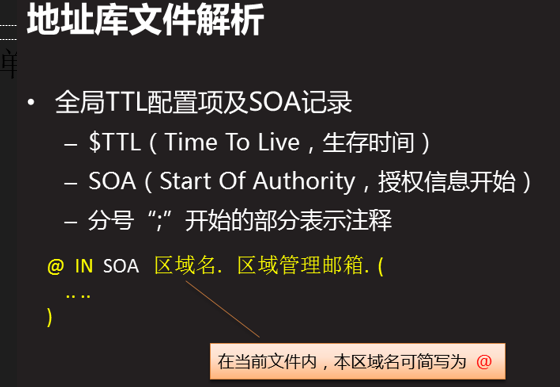 地址库文件解析
单
• 全局TTL配置项及SOA记录
– $TTL（Time To Live，生存时间）
– SOA（Start Of Authority，授权信息开始）
– 分号“;”开始的部分表示注释
@ IN SOA 区域名. 区域管理邮箱. (
.. ..
)
在当前文件内，本区域名可简写为 @